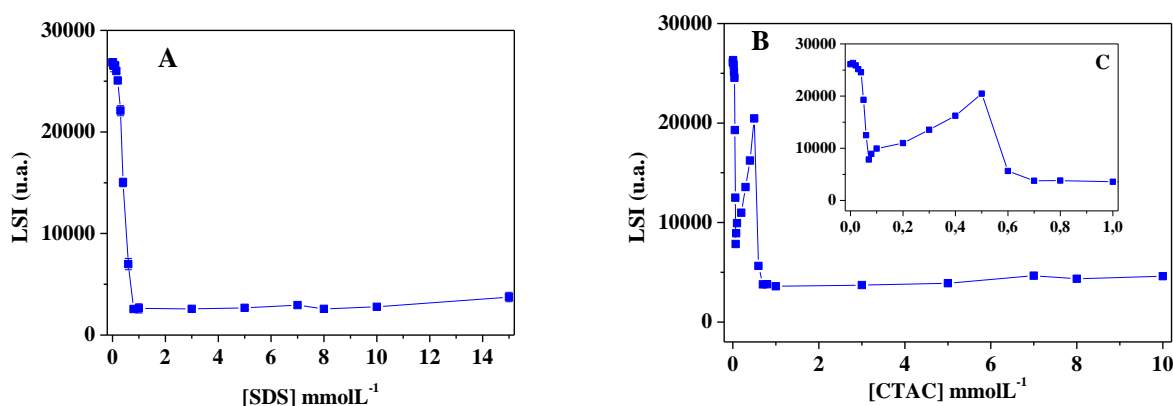 A
LSI (u.a.)
30000
20000
10000
0
0 2 4 6 8 10 12 14
[SDS] mmolL⁻¹
B
LSI (u.a.)
30000
20000
10000
0
0 2 4 6 8 10
[CTAC] mmolL⁻¹
C
30000
20000
10000
0
0,0 0,2 0,4 0,6 0,8 1,0